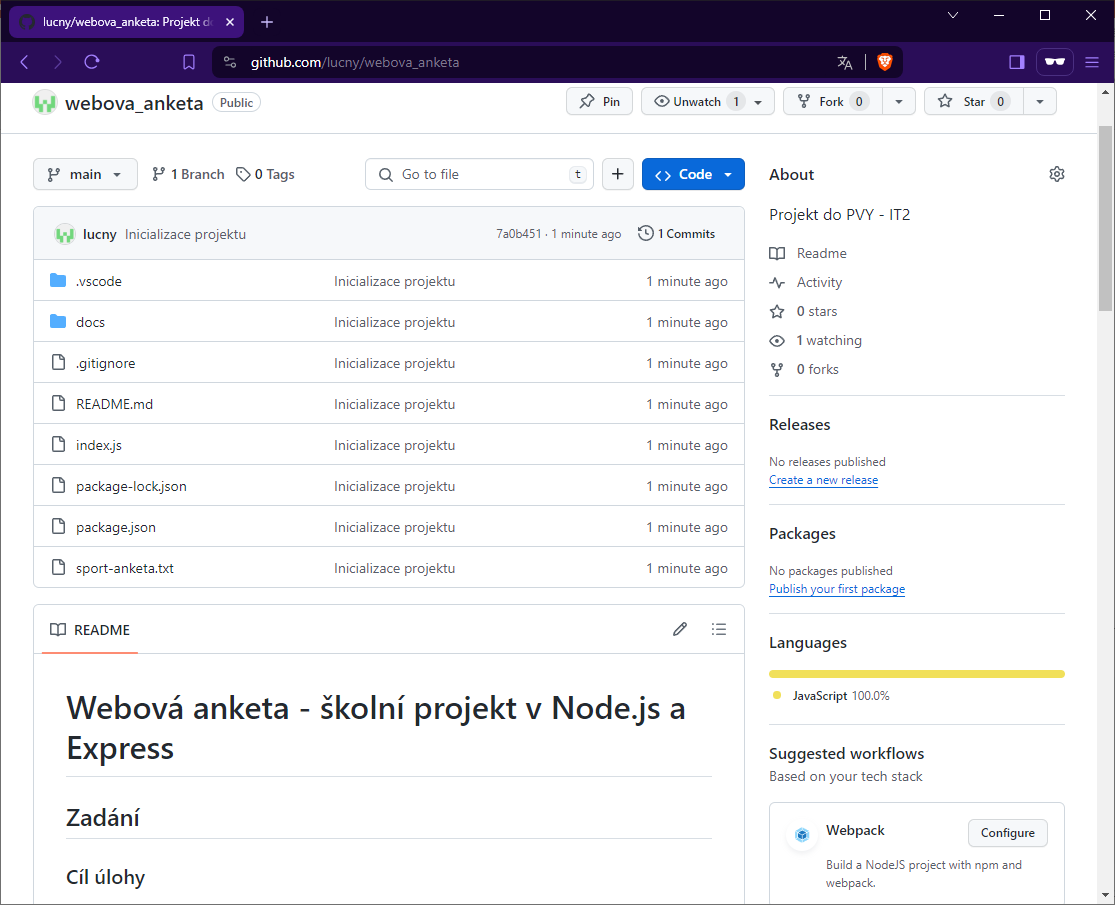 lucny/webova_anketa: Projekt do
github.com/lucny/webova_anketa
webova_anketa Public
Pin
Unwatch 1
Fork 0
Star 0
main
1 Branch
0 Tags
Go to file t
Code
lucny Inicializace projektu 7a0b451 · 1 minute ago 1 Commits
.vscode Inicializace projektu 1 minute ago
docs Inicializace projektu 1 minute ago
.gitignore Inicializace projektu 1 minute ago
README.md Inicializace projektu 1 minute ago
index.js Inicializace projektu 1 minute ago
package-lock.json Inicializace projektu 1 minute ago
package.json Inicializace projektu 1 minute ago
sport-anketa.txt Inicializace projektu 1 minute ago
README
Webová anketa - školní projekt v Node.js a
Express
Zadání
Cíl úlohy
About
Projekt do PVY - IT2
Readme
Activity
0 stars
1 watching
0 forks
Releases
No releases published
Create a new release
Packages
No packages published
Publish your first package
Languages
JavaScript 100.0%
Suggested workflows
Based on your tech stack
Webpack
Configure
Build a NodeJS project with npm and
webpack.